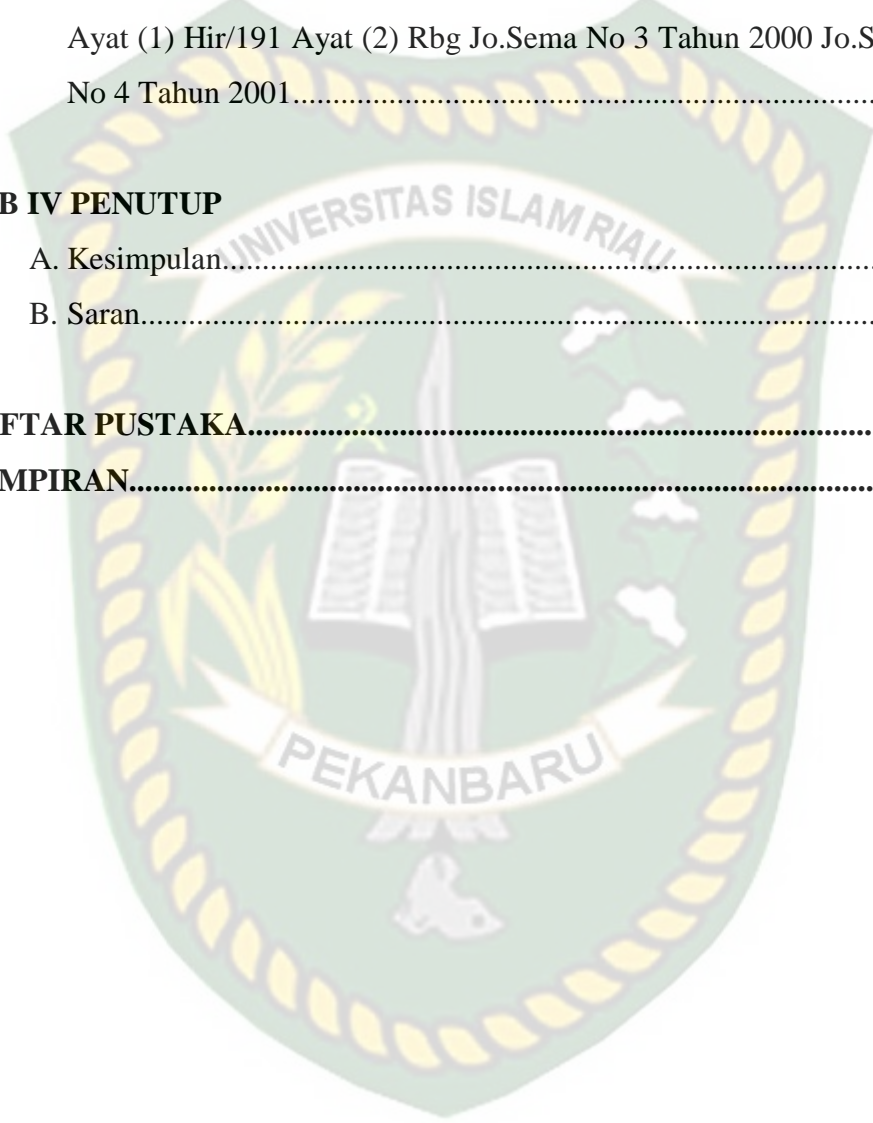 Ayat (1) Hir/191 Ayat (2) Rbg Jo.Sema No 3 Tahun 2000 Jo.S
No 4 Tahun 2001....................................................................................
B IV PENUTUP
UNIVERSITAS ISLAM RIAU
A. Kesimpulan..........................................................................................
B. Saran....................................................................................................
FTAR PUSTAKA....................................................................................
MPIRAN..................................................................................................
PEKANBARU